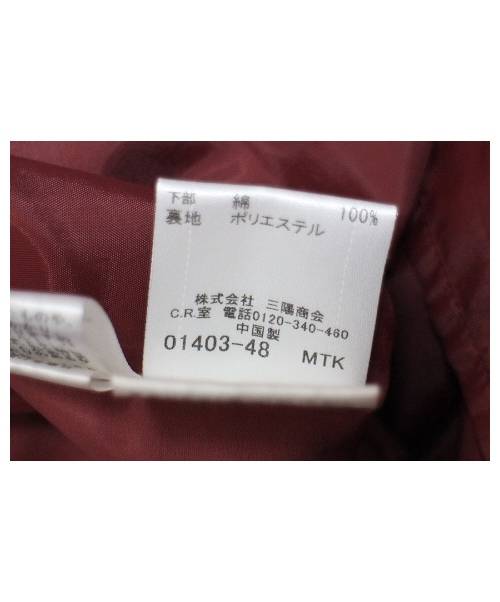 下部 綿 100%
裏地 ポリエステル
株式会社 三陽商会
C.R.室 電話0120-340-460
中国製
01403-48 MTK